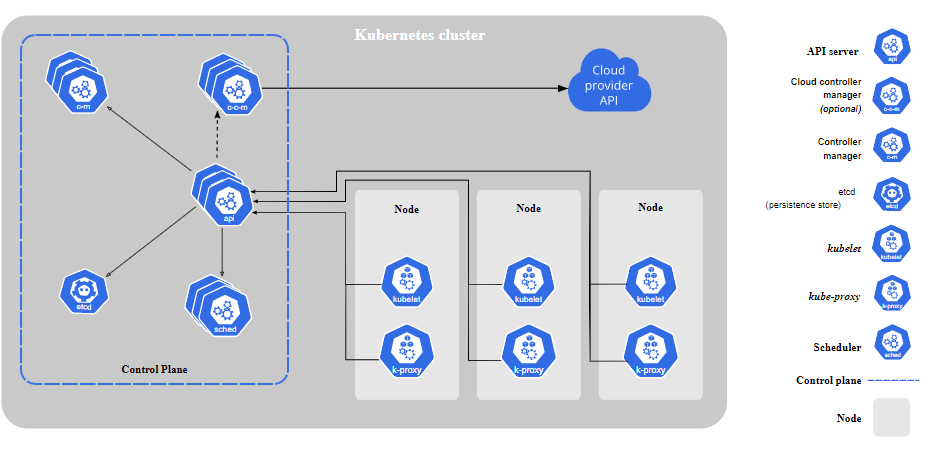 Kubernetes cluster
c-m
c-c-m
Cloud
provider
API
api
etcd
sched
Control Plane
Node
Node
Node
kubelet
kubelet
kubelet
k-proxy
k-proxy
k-proxy
API server
api
Cloud controller
manager
(optional)
c-c-m
Controller
manager
c-m
etcd
(persistence store)
etcd
kubelet
kubelet
kube-proxy
k-proxy
Scheduler
sched
Control plane
Node